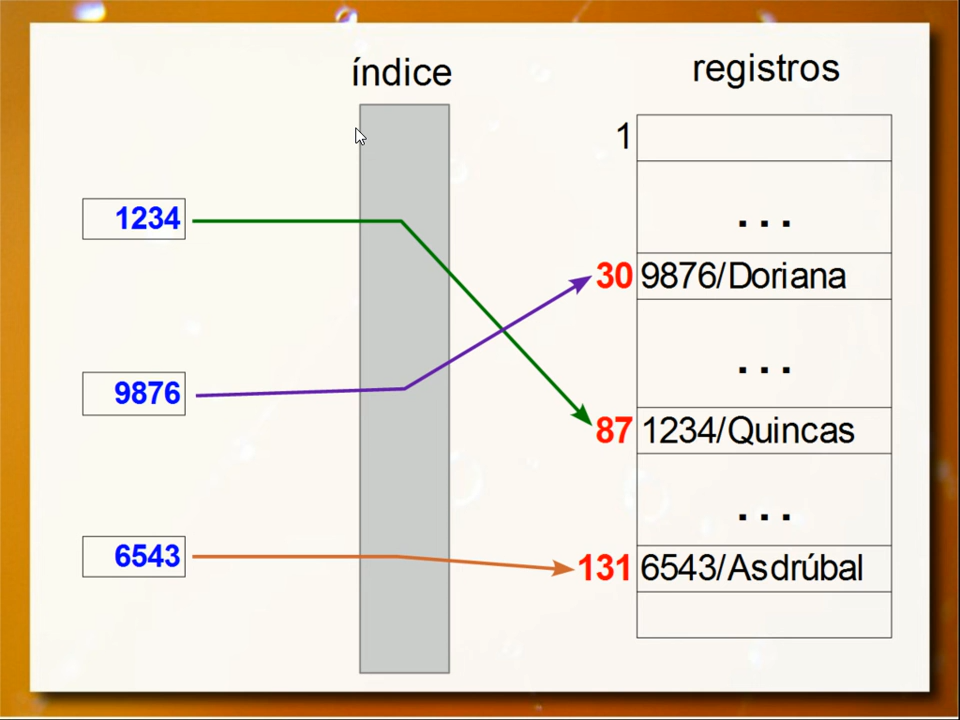 índice
registros
1
1234
...
30 9876/Doriana
...
9876
87 1234/Quincas
...
6543
131 6543/Asdrúbal